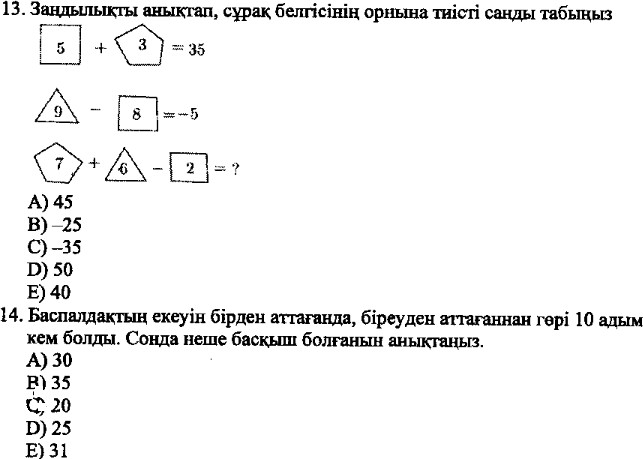 13. Заңдылықты анықтап, сұрақ белгісінің орнына тиісті санды табыңыз
5 + 3 = 35
9 - 8 = -5
7 + 6 - 2 = ?
A) 45
B) –25
C) –35
D) 50
E) 40
14. Баспалдақтың екеуін бірден аттағанда, біреуден аттағаннан гөрі 10 адым
кем болды. Сонда неше басқыш болғанын анықтаңыз.
A) 30
B) 35
C) 20
D) 25
E) 31